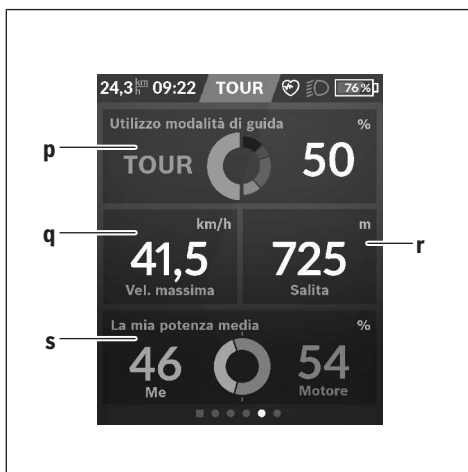 24,3 km/h 09:22 TOUR 76%
Utilizzo modalità di guida %
p
TOUR 50
q
km/h
41,5
Vel. massima
m
r
725
Salita
La mia potenza media %
s
46 54
Me Motore